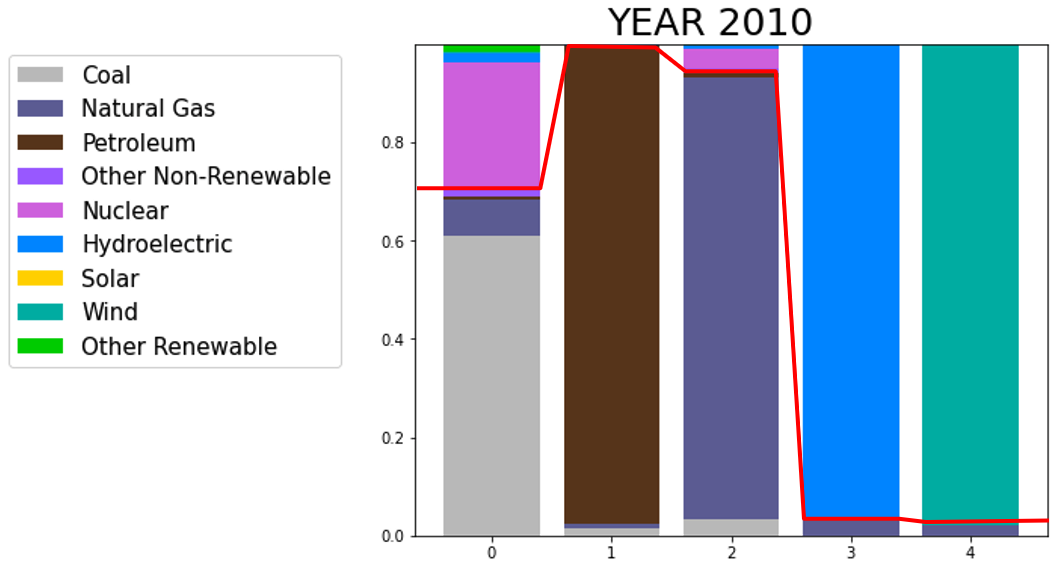 YEAR 2010
Coal
Natural Gas
Petroleum
Other Non-Renewable
Nuclear
Hydroelectric
Solar
Wind
Other Renewable
0.8
0.6
0.4
0.2
0.0
0 1 2 3 4